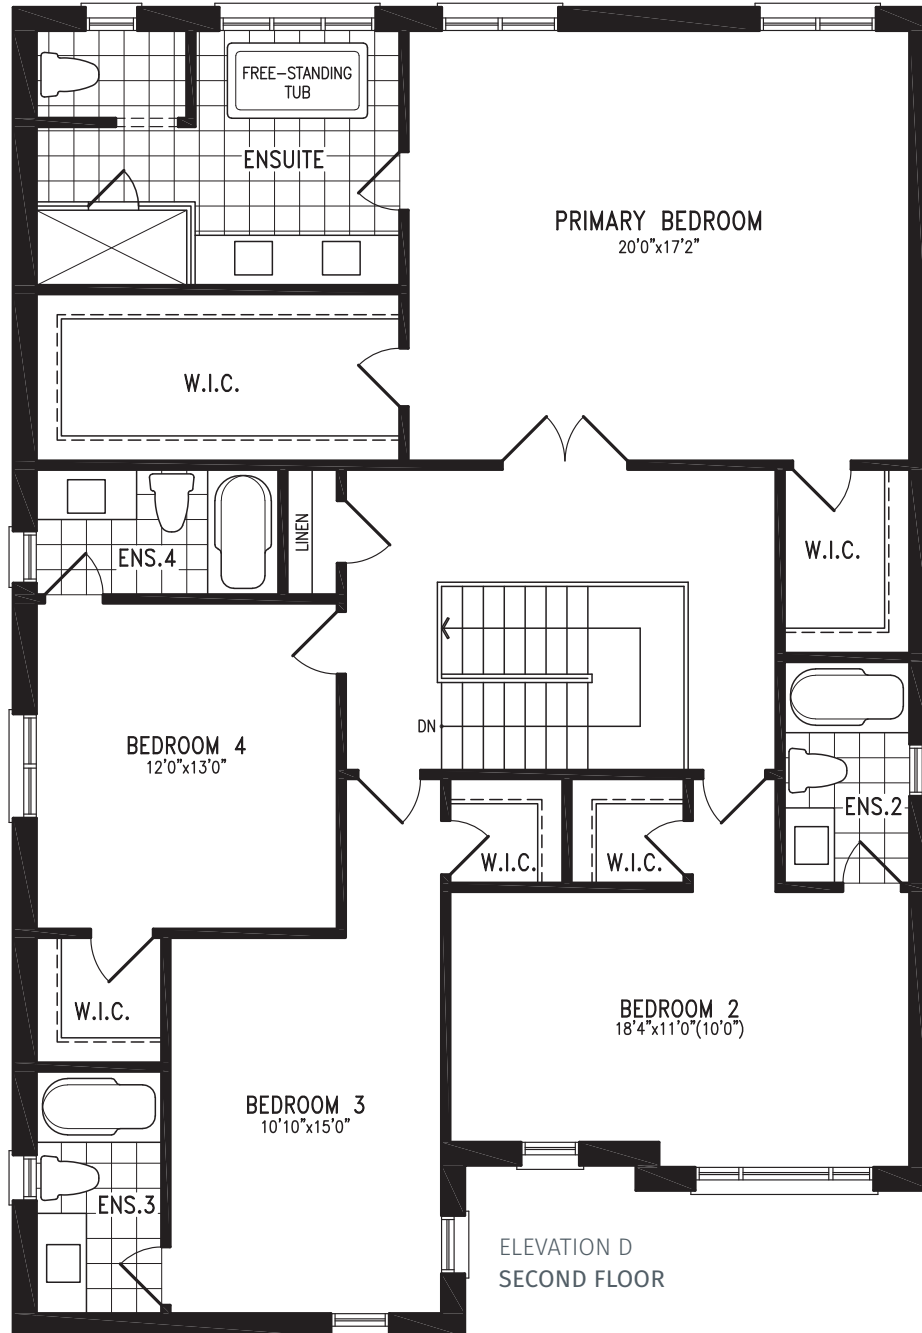 FREE-STANDING
TUB
ENSUITE
PRIMARY BEDROOM
20'0"x17'2"
W.I.C.
LINEN
ENS.4
W.I.C.
DN
BEDROOM 4
12'0"x13'0"
ENS.2
W.I.C.
W.I.C.
W.I.C.
BEDROOM 2
18'4"x11'0"(10'0")
BEDROOM 3
10'10"x15'0"
ENS.3
ELEVATION D
SECOND FLOOR